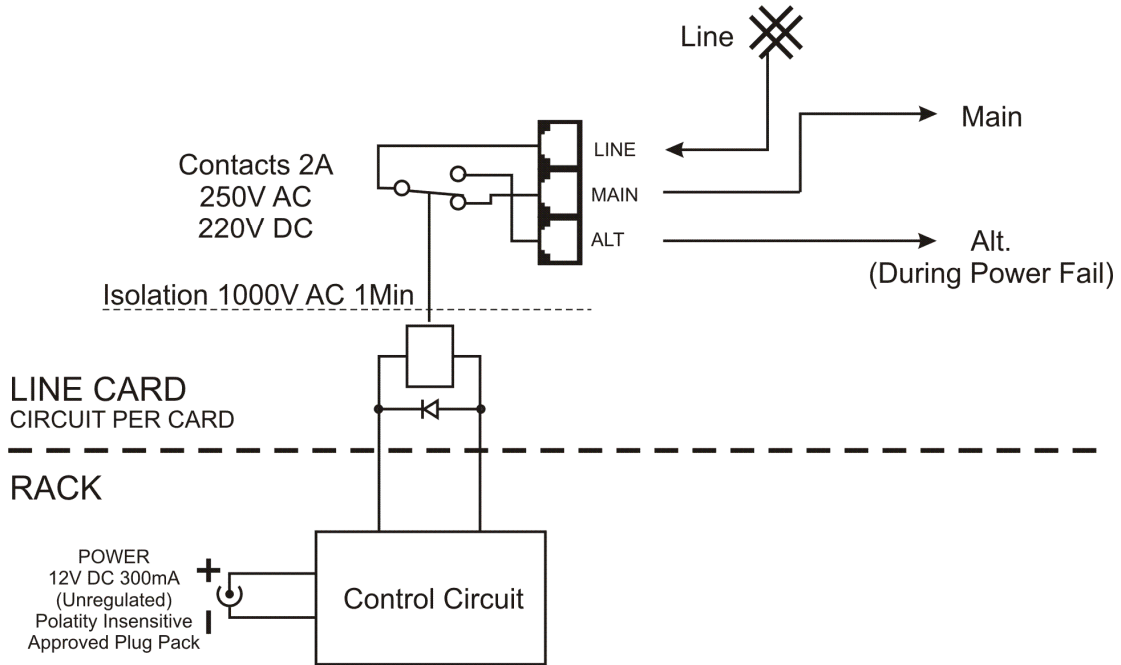 Line
Main
Contacts 2A
250V AC
220V DC
LINE
MAIN
ALT
Alt.
(During Power Fail)
Isolation 1000V AC 1Min
LINE CARD
CIRCUIT PER CARD
RACK
POWER
12V DC 300mA
(Unregulated)
Polatity Insensitive
Approved Plug Pack
+
-
Control Circuit